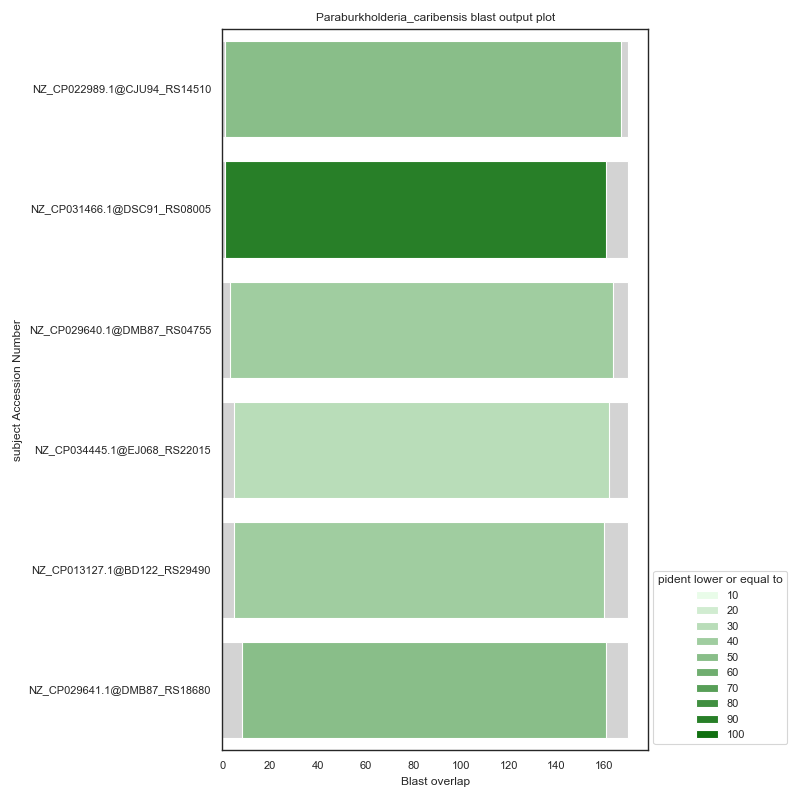 Paraburkholderia_caribensis blast output plot
NZ_CP022989.1@CJU94_RS14510
NZ_CP031466.1@DSC91_RS08005
NZ_CP029640.1@DMB87_RS04755
NZ_CP034445.1@EJ068_RS22015
NZ_CP013127.1@BD122_RS29490
NZ_CP029641.1@DMB87_RS18680
subject Accession Number
0 20 40 60 80 100 120 140 160
Blast overlap
pident lower or equal to
10
20
30
40
50
60
70
80
90
100